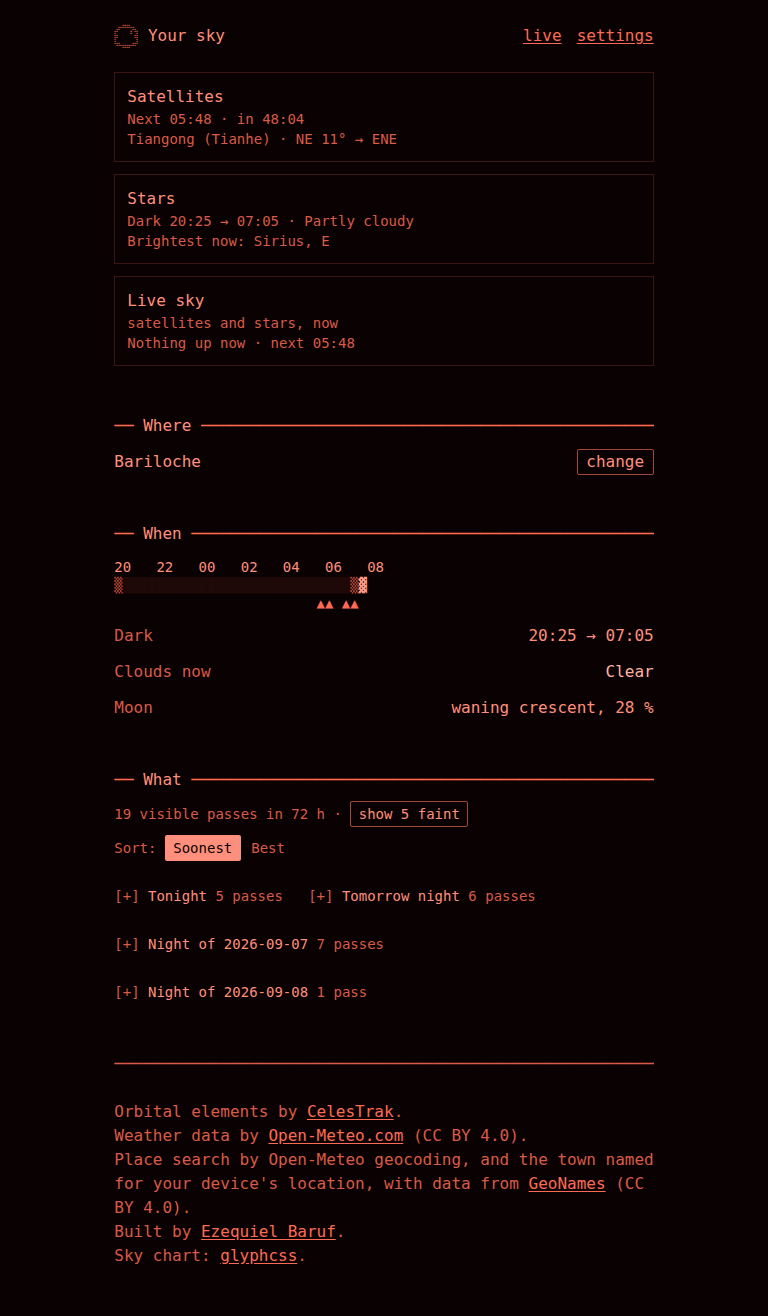 Your sky live settings
Satellites
Next 05:48 · in 48:04
Tiangong (Tianhe) · NE 11° → ENE
Stars
Dark 20:25 → 07:05 · Partly cloudy
Brightest now: Sirius, E
Live sky
satellites and stars, now
Nothing up now · next 05:48
Where
Bariloche change
When
20 22 00 02 04 06 08
Dark 20:25 → 07:05
Clouds now Clear
Moon waning crescent, 28 %
What
19 visible passes in 72 h · show 5 faint
Sort: Soonest Best
[+] Tonight 5 passes [+] Tomorrow night 6 passes
[+] Night of 2026-09-07 7 passes
[+] Night of 2026-09-08 1 pass
Orbital elements by CelesTrak.
Weather data by Open-Meteo.com (CC BY 4.0).
Place search by Open-Meteo geocoding, and the town named
for your device's location, with data from GeoNames (CC
BY 4.0).
Built by Ezequiel Baruf.
Sky chart: glyphcss.